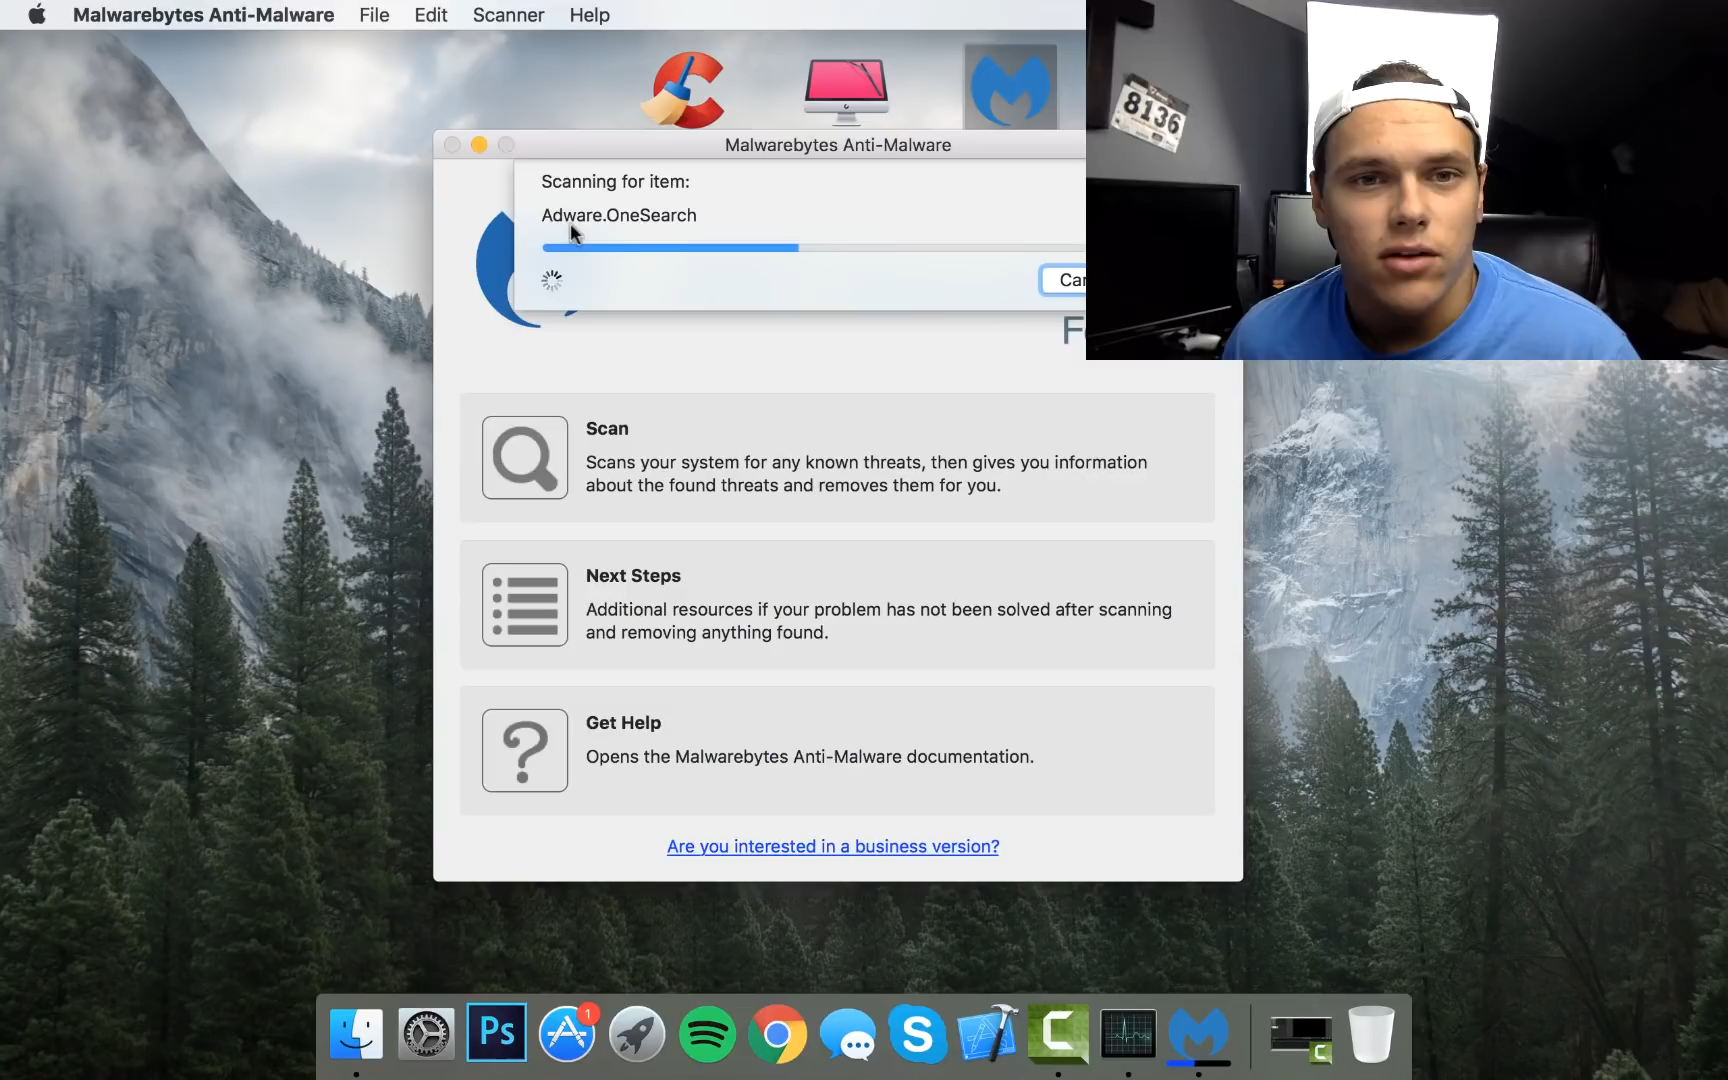 Malwarebytes Anti-Malware File Edit Scanner Help
8136
Malwarebytes Anti-Malware
Scanning for item:
Adware.OneSearch
Scan
Scans your system for any known threats, then gives you information
about the found threats and removes them for you.
Next Steps
Additional resources if your problem has not been solved after scanning
and removing anything found.
Get Help
Opens the Malwarebytes Anti-Malware documentation.
Are you interested in a business version?
Ps
1
S